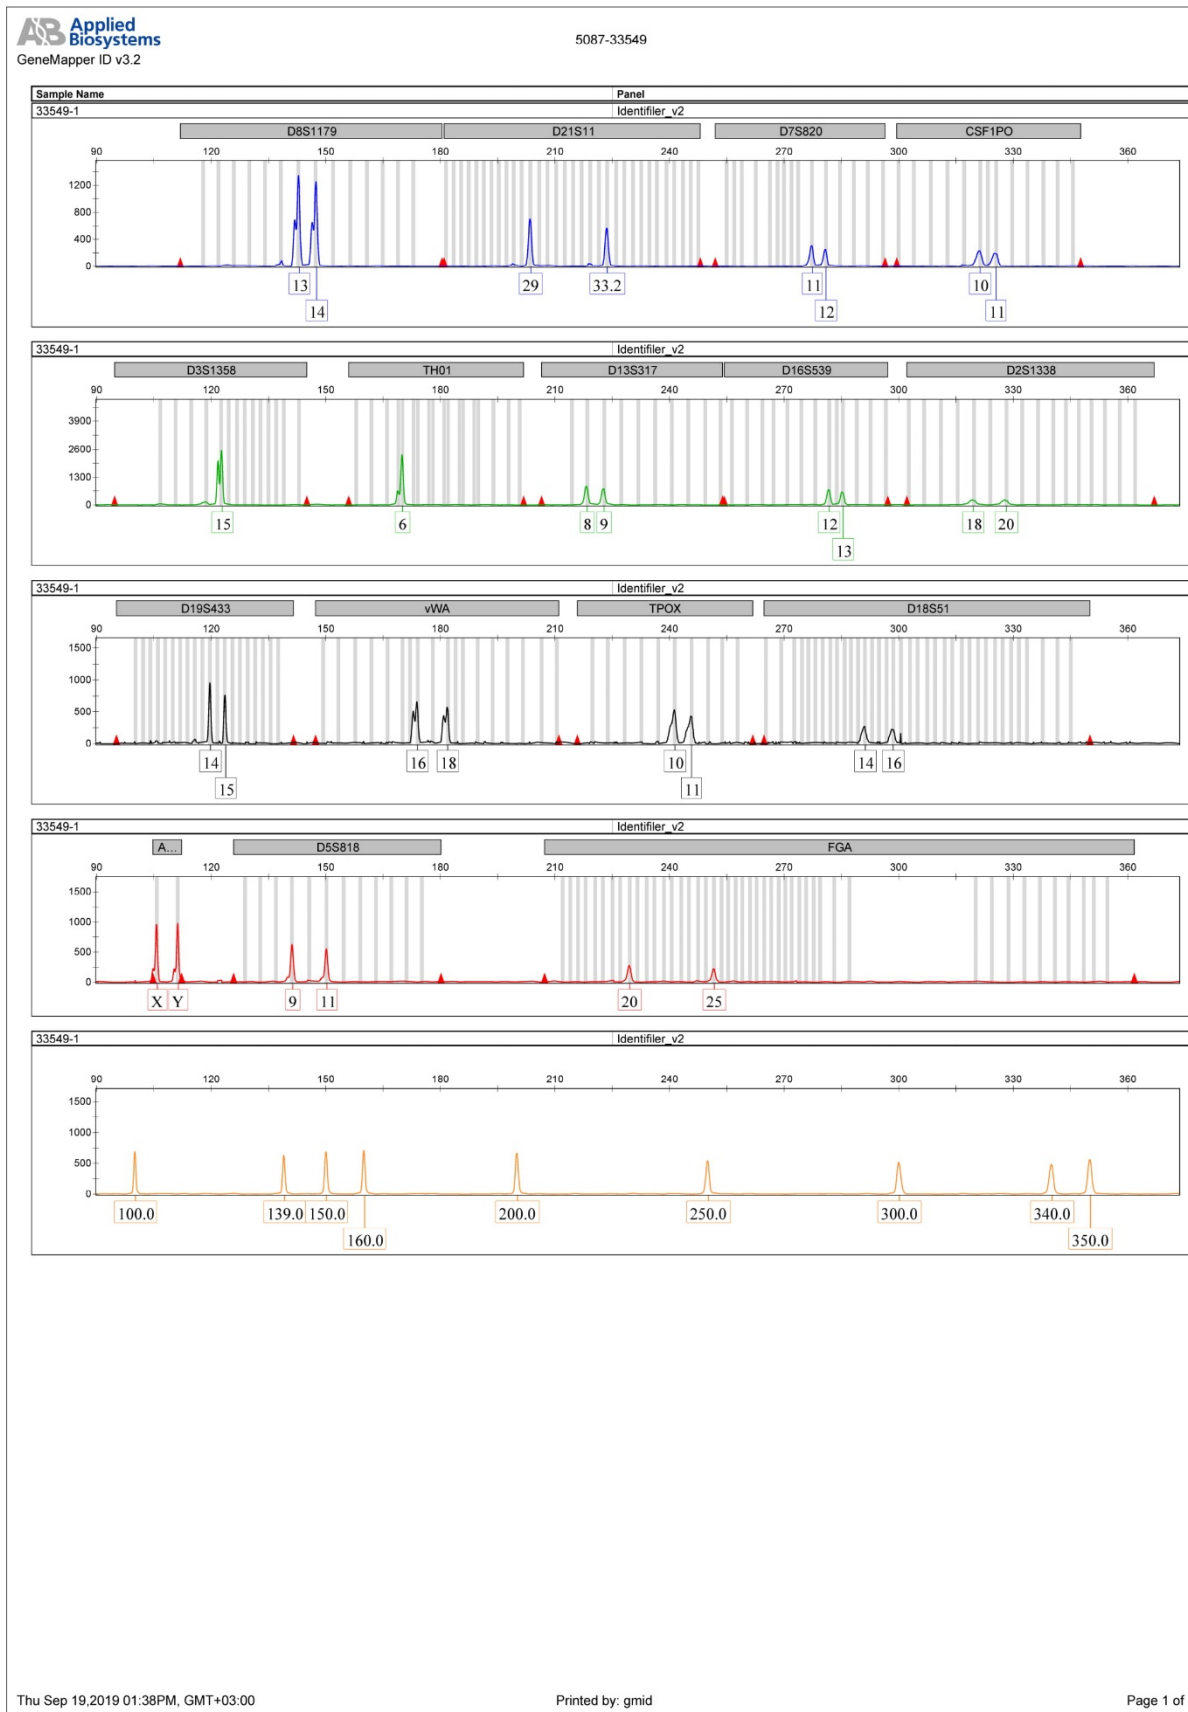 AB Applied
Biosystems
5087-33549
GeneMapper ID v3.2
Sample Name Panel
33549-1 Identifiler_v2
D8S1179 D21S11 D7S820 CSF1PO
90 120 150 180 210 240 270 300 330 360
1200
800
400
0
13 29 33.2 11 10
14 12 11
33549-1 Identifiler_v2
D3S1358 TH01 D13S317 D16S539 D2S1338
90 120 150 180 210 240 270 300 330 360
3900
2600
1300
0
15 6 8 9 12 18 20
13
33549-1 Identifiler_v2
D19S433 vWA TPOX D18S51
90 120 150 180 210 240 270 300 330 360
1500
1000
500
0
14 16 18 10 14 16
15 11
33549-1 Identifiler_v2
A... D5S818 FGA
90 120 150 180 210 240 270 300 330 360
1500
1000
500
0
X Y 9 11 20 25
33549-1 Identifiler_v2
90 120 150 180 210 240 270 300 330 360
1500
1000
500
0
100.0 139.0 150.0 200.0 250.0 300.0 340.0
160.0 350.0
Thu Sep 19,2019 01:38PM, GMT+03:00 Printed by: gmid Page 1 of